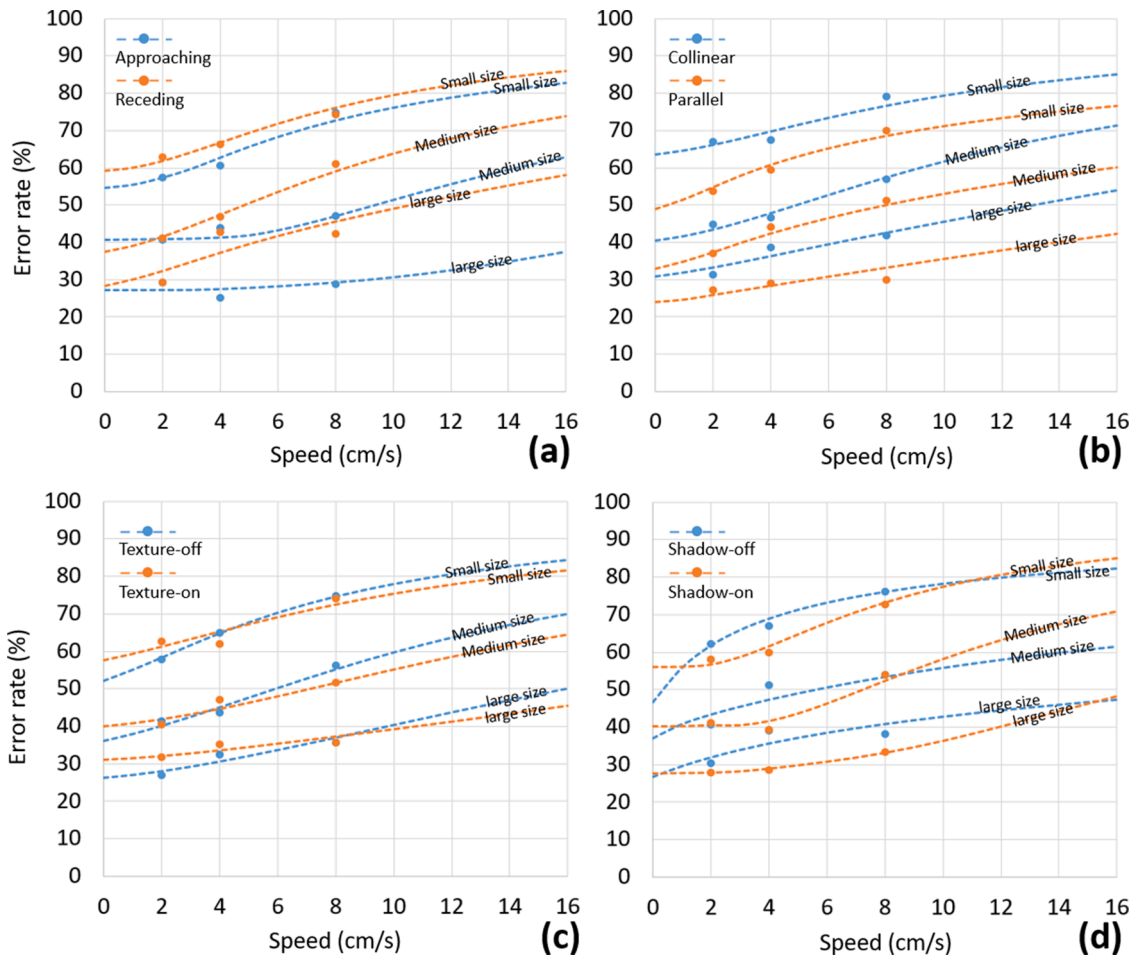 100
90
80
70
60
50
40
30
20
10
0
Error rate (%)
Approaching
Receding
Small size
Small size
Medium size
Medium size
large size
large size
0 2 4 6 8 10 12 14 16
Speed (cm/s)
(a)
100
90
80
70
60
50
40
30
20
10
0
Collinear
Parallel
Small size
Small size
Medium size
Medium size
large size
large size
0 2 4 6 8 10 12 14 16
Speed (cm/s)
(b)
100
90
80
70
60
50
40
30
20
10
0
Error rate (%)
Texture-off
Texture-on
Small size
Small size
Medium size
Medium size
large size
large size
0 2 4 6 8 10 12 14 16
Speed (cm/s)
(c)
100
90
80
70
60
50
40
30
20
10
0
Shadow-off
Shadow-on
Small size
Small size
Medium size
Medium size
large size
large size
0 2 4 6 8 10 12 14 16
Speed (cm/s)
(d)